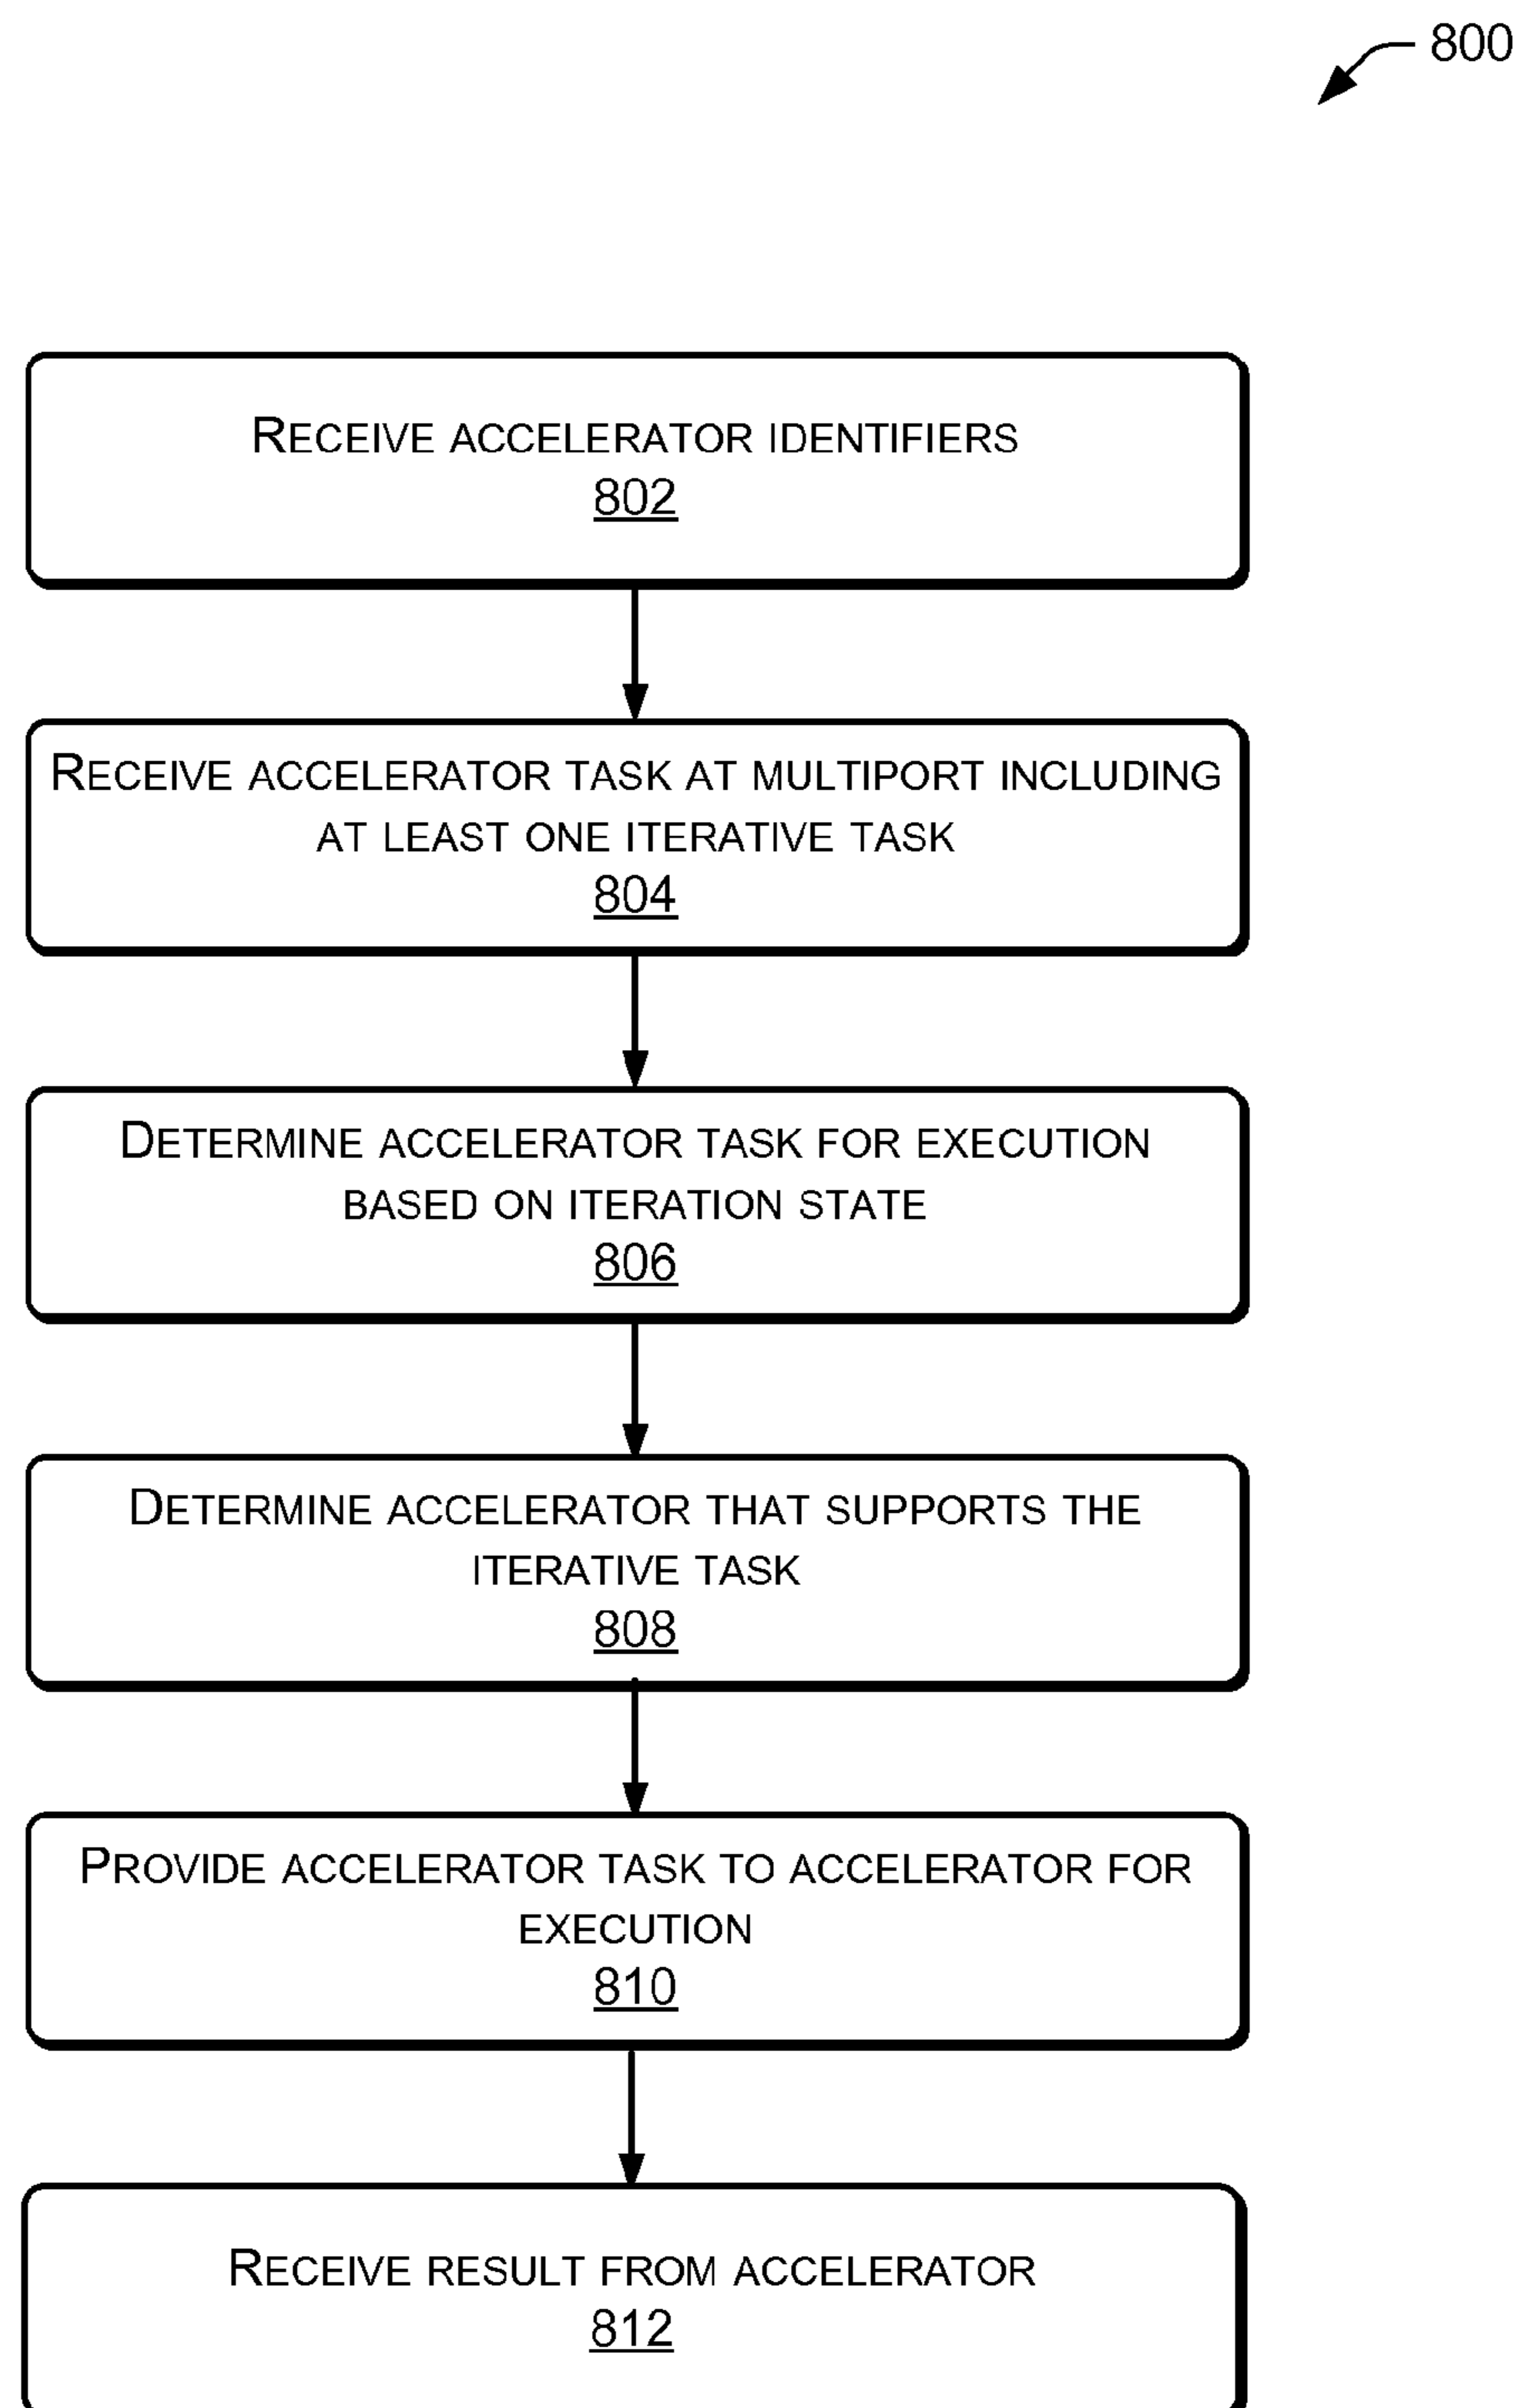 800
RECEIVE ACCELERATOR IDENTIFIERS
802
RECEIVE ACCELERATOR TASK AT MULTIPORT INCLUDING
AT LEAST ONE ITERATIVE TASK
804
DETERMINE ACCELERATOR TASK FOR EXECUTION
BASED ON ITERATION STATE
806
DETERMINE ACCELERATOR THAT SUPPORTS THE
ITERATIVE TASK
808
PROVIDE ACCELERATOR TASK TO ACCELERATOR FOR
EXECUTION
810
RECEIVE RESULT FROM ACCELERATOR
812